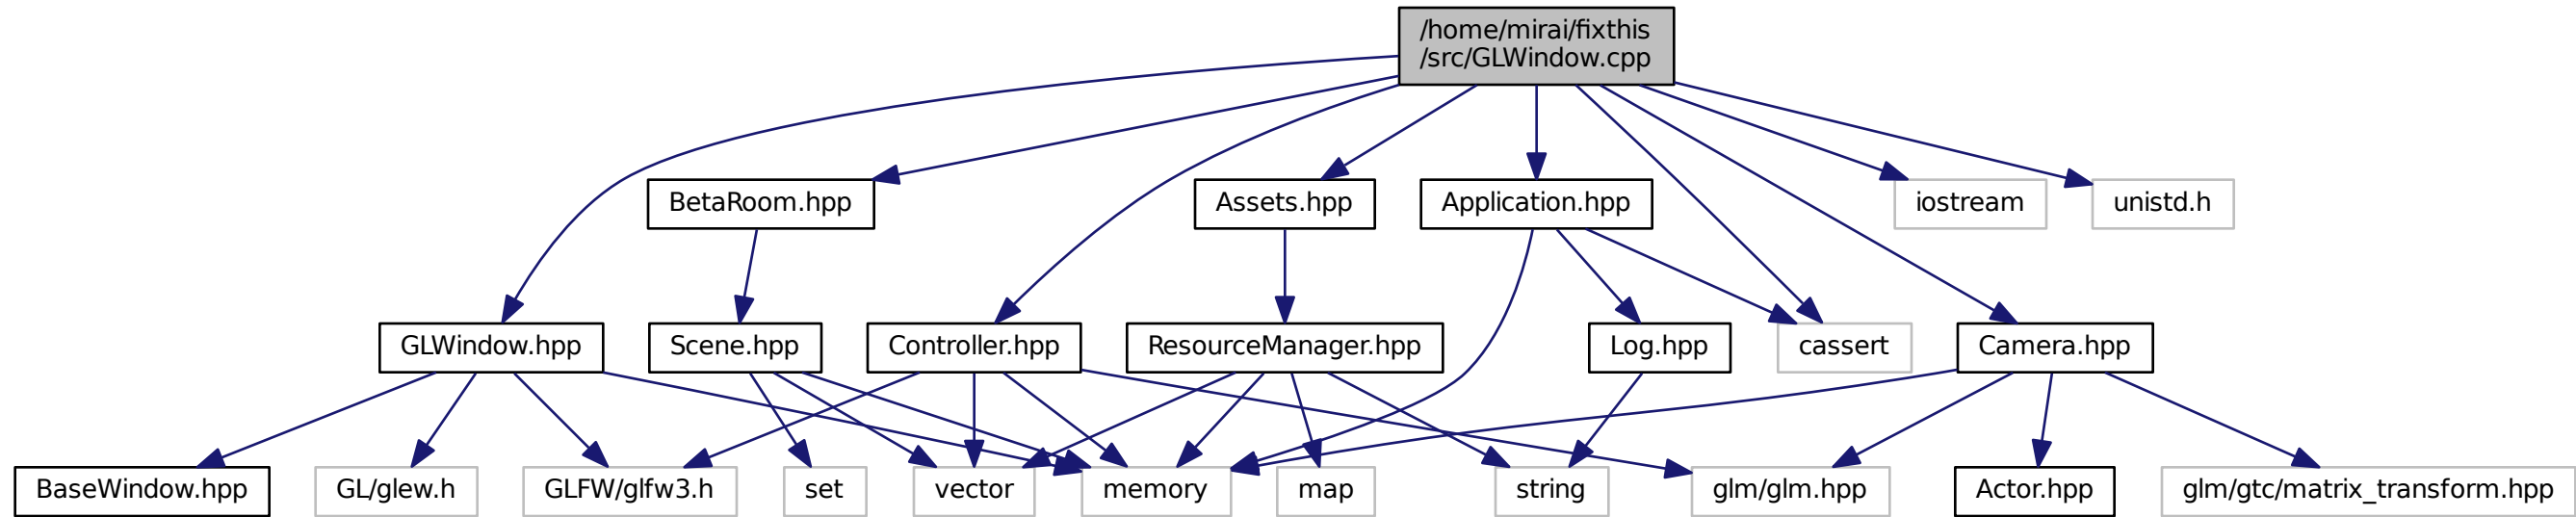 /home/mirai/fixthis
/src/GLWindow.cpp
BetaRoom.hpp
Assets.hpp
Application.hpp
iostream
unistd.h
GLWindow.hpp
Scene.hpp
Controller.hpp
ResourceManager.hpp
Log.hpp
cassert
Camera.hpp
BaseWindow.hpp
GL/glew.h
GLFW/glfw3.h
set
vector
memory
map
string
glm/glm.hpp
Actor.hpp
glm/gtc/matrix_transform.hpp